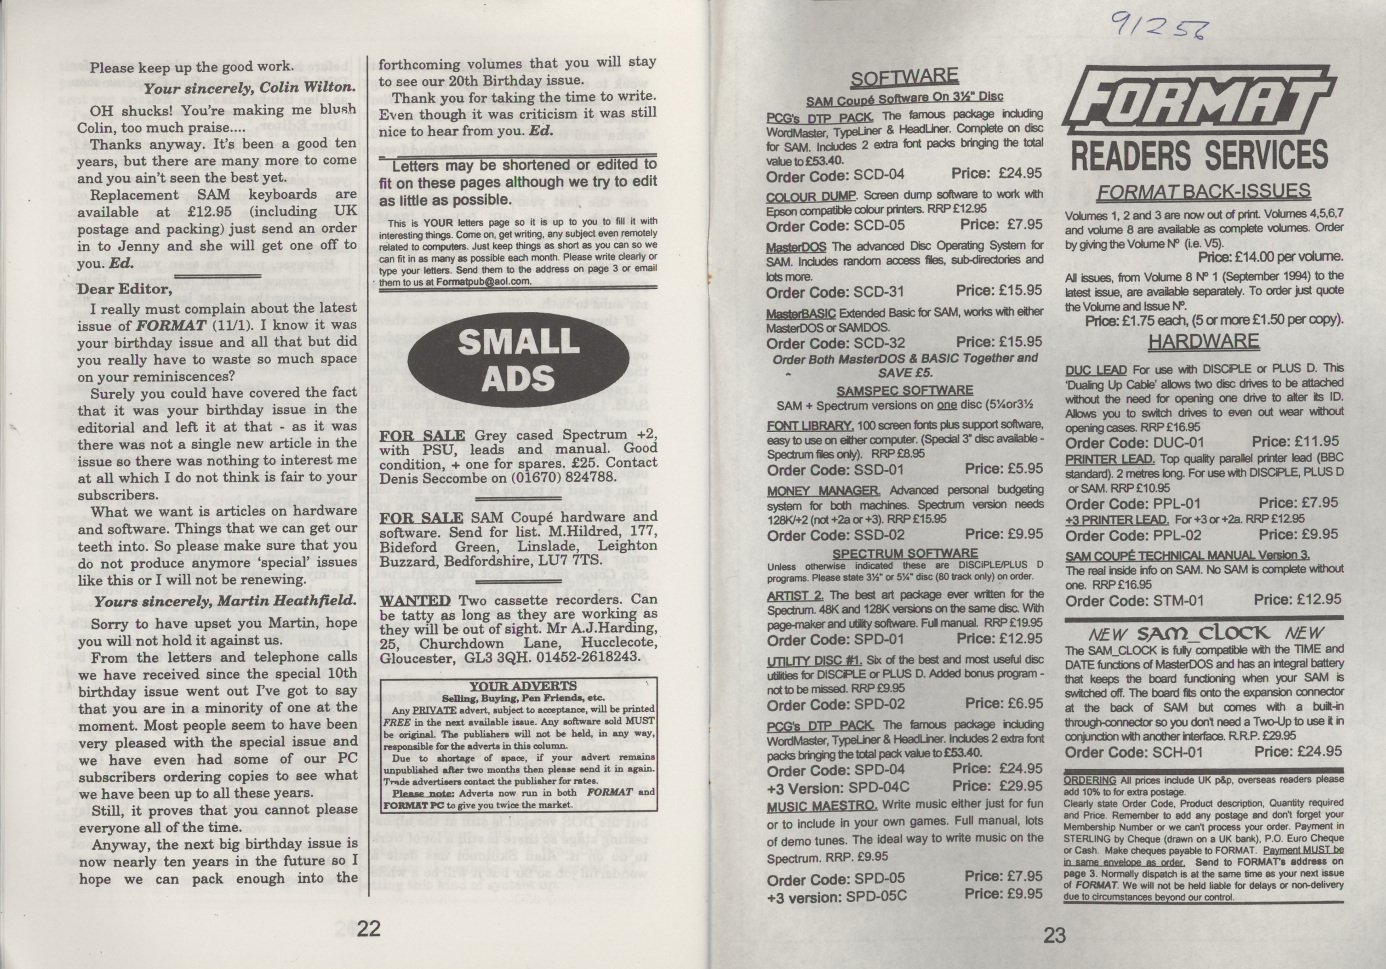 Please keep up the good work.
Your sincerely, Colin Wilton.
OH shucks! You're making me blush
Colin, too much praise....
Thanks anyway. It's been a good ten
years, but there are many more to come
and you ain't seen the best yet.
Replacement SAM keyboards are
available at £12.95 (including UK
postage and packing) just send an order
in to Jenny and she will get one off to
you. Ed.
Dear Editor,
I really must complain about the latest
issue of FORMAT (11/1). I know it was
your birthday issue and all that but did
you really have to waste so much space
on your reminiscences?
Surely you could have covered the fact
that it was your birthday issue in the
editorial and left it at that - as it was
there was not a single new article in the
issue so there was nothing to interest me
at all which I do not think is fair to your
subscribers.
What we want is articles on hardware
and software. Things that we can get our
teeth into. So please make sure that you
do not produce anymore 'special' issues
like this or I will not be renewing.
Yours sincerely, Martin Heathfield.
Sorry to have upset you Martin, hope
you will not hold it against us.
From the letters and telephone calls
we have received since the special 10th
birthday issue went out I've got to say
that you are in a minority of one at the
moment. Most people seem to have been
very pleased with the special issue and
we have even had some of our PC
subscribers ordering copies to see what
we have been up to all these years.
Still, it proves that you cannot please
everyone all of the time.
Anyway, the next big birthday issue is
now nearly ten years in the future so I
hope we can pack enough into the
forthcoming volumes that you will stay
to see our 20th Birthday issue.
Thank you for taking the time to write.
Even though it was criticism it was still
nice to hear from you. Ed.
Letters may be shortened or edited to
fit on these pages although we try to edit
as little as possible.
This is YOUR letters page so it is up to you to fill it with
interesting things. Come on, get writing, any subject even remotely
related to computers. Just keep things as short as you can so we
can fit in as many as possible each month. Please write clearly or
type your letters. Send them to the address on page 3 or email
them to us at Formatpub@aol.com.
SMALL
ADS
FOR SALE Grey cased Spectrum +2,
with PSU, leads and manual. Good
condition, + one for spares. £25. Contact
Denis Seccombe on (01670) 824788.
FOR SALE SAM Coupé hardware and
software. Send for list. M.Hildred, 177,
Bideford Green, Linslade, Leighton
Buzzard, Bedfordshire, LU7 7TS.
WANTED Two cassette recorders. Can
be tatty as long as they are working as
they will be out of sight. Mr A.J.Harding,
25, Churchdown Lane, Hucclecote,
Gloucester, GL3 3QH. 01452-2618243.
YOUR ADVERTS
Selling, Buying, Pen Friends, etc.
Any PRIVATE advert, subject to acceptance, will be printed
FREE in the next available issue. Any software sold MUST
be original. The publishers will not be held, in any way,
responsible for the adverts in this column.
Due to shortage of space, if your advert remains
unpublished after two months then please send it in again.
Trade advertisers contact the publisher for rates.
Please note: Adverts now run in both FORMAT and
FORMAT PC to give you twice the market.
22
91256
SOFTWARE
SAM Coupé Software On 3½" Disc
PCG's DTP PACK. The famous package including
WordMaster, TypeLiner & HeadLiner. Complete on disc
for SAM. Includes 2 extra font packs bringing the total
value to £53.40.
Order Code: SCD-04 Price: £24.95
COLOUR DUMP. Screen dump software to work with
Epson compatible colour printers. RRP £12.95
Order Code: SCD-05 Price: £7.95
MasterDOS The advanced Disc Operating System for
SAM. Includes random access files, sub-directories and
lots more.
Order Code: SCD-31 Price: £15.95
MasterBASIC Extended Basic for SAM, works with either
MasterDOS or SAMDOS.
Order Code: SCD-32 Price: £15.95
Order Both MasterDOS & BASIC Together and
SAVE £5.
SAMSPEC SOFTWARE
SAM + Spectrum versions on one disc (5¼or3½
FONT LIBRARY. 100 screen fonts plus support software,
easy to use on either computer. (Special 3" disc available -
Spectrum files only). RRP £8.95
Order Code: SSD-01 Price: £5.95
MONEY MANAGER. Advanced personal budgeting
system for both machines. Spectrum version needs
128K/+2 (not +2a or +3). RRP £15.95
Order Code: SSD-02 Price: £9.95
SPECTRUM SOFTWARE
Unless otherwise indicated these are DISCiPLE/PLUS D
programs. Please state 3½" or 5¼" disc (80 track only) on order.
ARTIST 2. The best art package ever written for the
Spectrum. 48K and 128K versions on the same disc. With
page-maker and utility software. Full manual. RRP £19.95
Order Code: SPD-01 Price: £12.95
UTILITY DISC #1. Six of the best and most useful disc
utilities for DISCiPLE or PLUS D. Added bonus program -
not to be missed. RRP £9.95
Order Code: SPD-02 Price: £6.95
PCG's DTP PACK. The famous package including
WordMaster, TypeLiner & HeadLiner. Includes 2 extra font
packs bringing the total pack value to £53.40.
Order Code: SPD-04 Price: £24.95
+3 Version: SPD-04C Price: £29.95
MUSIC MAESTRO. Write music either just for fun
or to include in your own games. Full manual, lots
of demo tunes. The ideal way to write music on the
Spectrum. RRP. £9.95
Order Code: SPD-05 Price: £7.95
+3 version: SPD-05C Price: £9.95
FORMAT
READERS SERVICES
FORMAT BACK-ISSUES
Volumes 1, 2 and 3 are now out of print. Volumes 4,5,6,7
and volume 8 are available as complete volumes. Order
by giving the Volume Nº (i.e. V5).
Price: £14.00 per volume.
All issues, from Volume 8 Nº 1 (September 1994) to the
latest issue, are available separately. To order just quote
the Volume and Issue Nº.
Price: £1.75 each, (5 or more £1.50 per copy).
HARDWARE
DUC LEAD For use with DISCiPLE or PLUS D. This
'Dualing Up Cable' allows two disc drives to be attached
without the need for opening one drive to alter its ID.
Allows you to switch drives to even out wear without
opening cases. RRP £16.95
Order Code: DUC-01 Price: £11.95
PRINTER LEAD. Top quality parallel printer lead (BBC
standard). 2 metres long. For use with DISCiPLE, PLUS D
or SAM. RRP £10.95
Order Code: PPL-01 Price: £7.95
+3 PRINTER LEAD. For +3 or +2a. RRP £12.95
Order Code: PPL-02 Price: £9.95
SAM COUPÉ TECHNICAL MANUAL Version 3.
The real inside info on SAM. No SAM is complete without
one. RRP £16.95
Order Code: STM-01 Price: £12.95
NEW SAM_CLOCK NEW
The SAM_CLOCK is fully compatible with the TIME and
DATE functions of MasterDOS and has an integral battery
that keeps the board functioning when your SAM is
switched off. The board fits onto the expansion connector
at the back of SAM but comes with a built-in
through-connector so you don't need a Two-Up to use it in
conjunction with another interface. R.R.P. £29.95
Order Code: SCH-01 Price: £24.95
ORDERING All prices include UK p&p, overseas readers please
add 10% to for extra postage.
Clearly state Order Code, Product description, Quantity required
and Price. Remember to add any postage and don't forget your
Membership Number or we can't process your order. Payment in
STERLING by Cheque (drawn on a UK bank), P.O. Euro Cheque
or Cash. Make cheques payable to FORMAT. Payment MUST be
in same envelope as order. Send to FORMAT's address on
page 3. Normally dispatch is at the same time as your next issue
of FORMAT. We will not be held liable for delays or non-delivery
due to circumstances beyond our control.
23